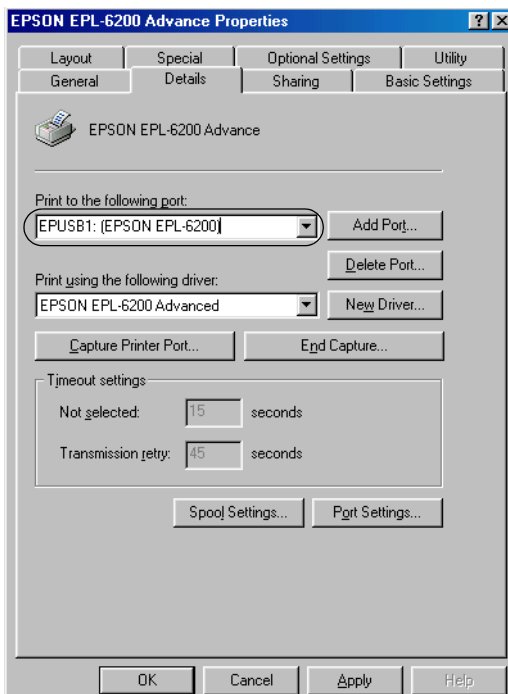 EPSON EPL-6200 Advance Properties
Layout Special Optional Settings Utility
General Details Sharing Basic Settings
EPSON EPL-6200 Advance
Print to the following port:
EPUSB1: (EPSON EPL-6200) Add Port...
Delete Port...
Print using the following driver:
EPSON EPL-6200 Advanced New Driver...
Capture Printer Port... End Capture...
Timeout settings
Not selected: 15 seconds
Transmission retry: 45 seconds
Spool Settings... Port Settings...
OK Cancel Apply Help